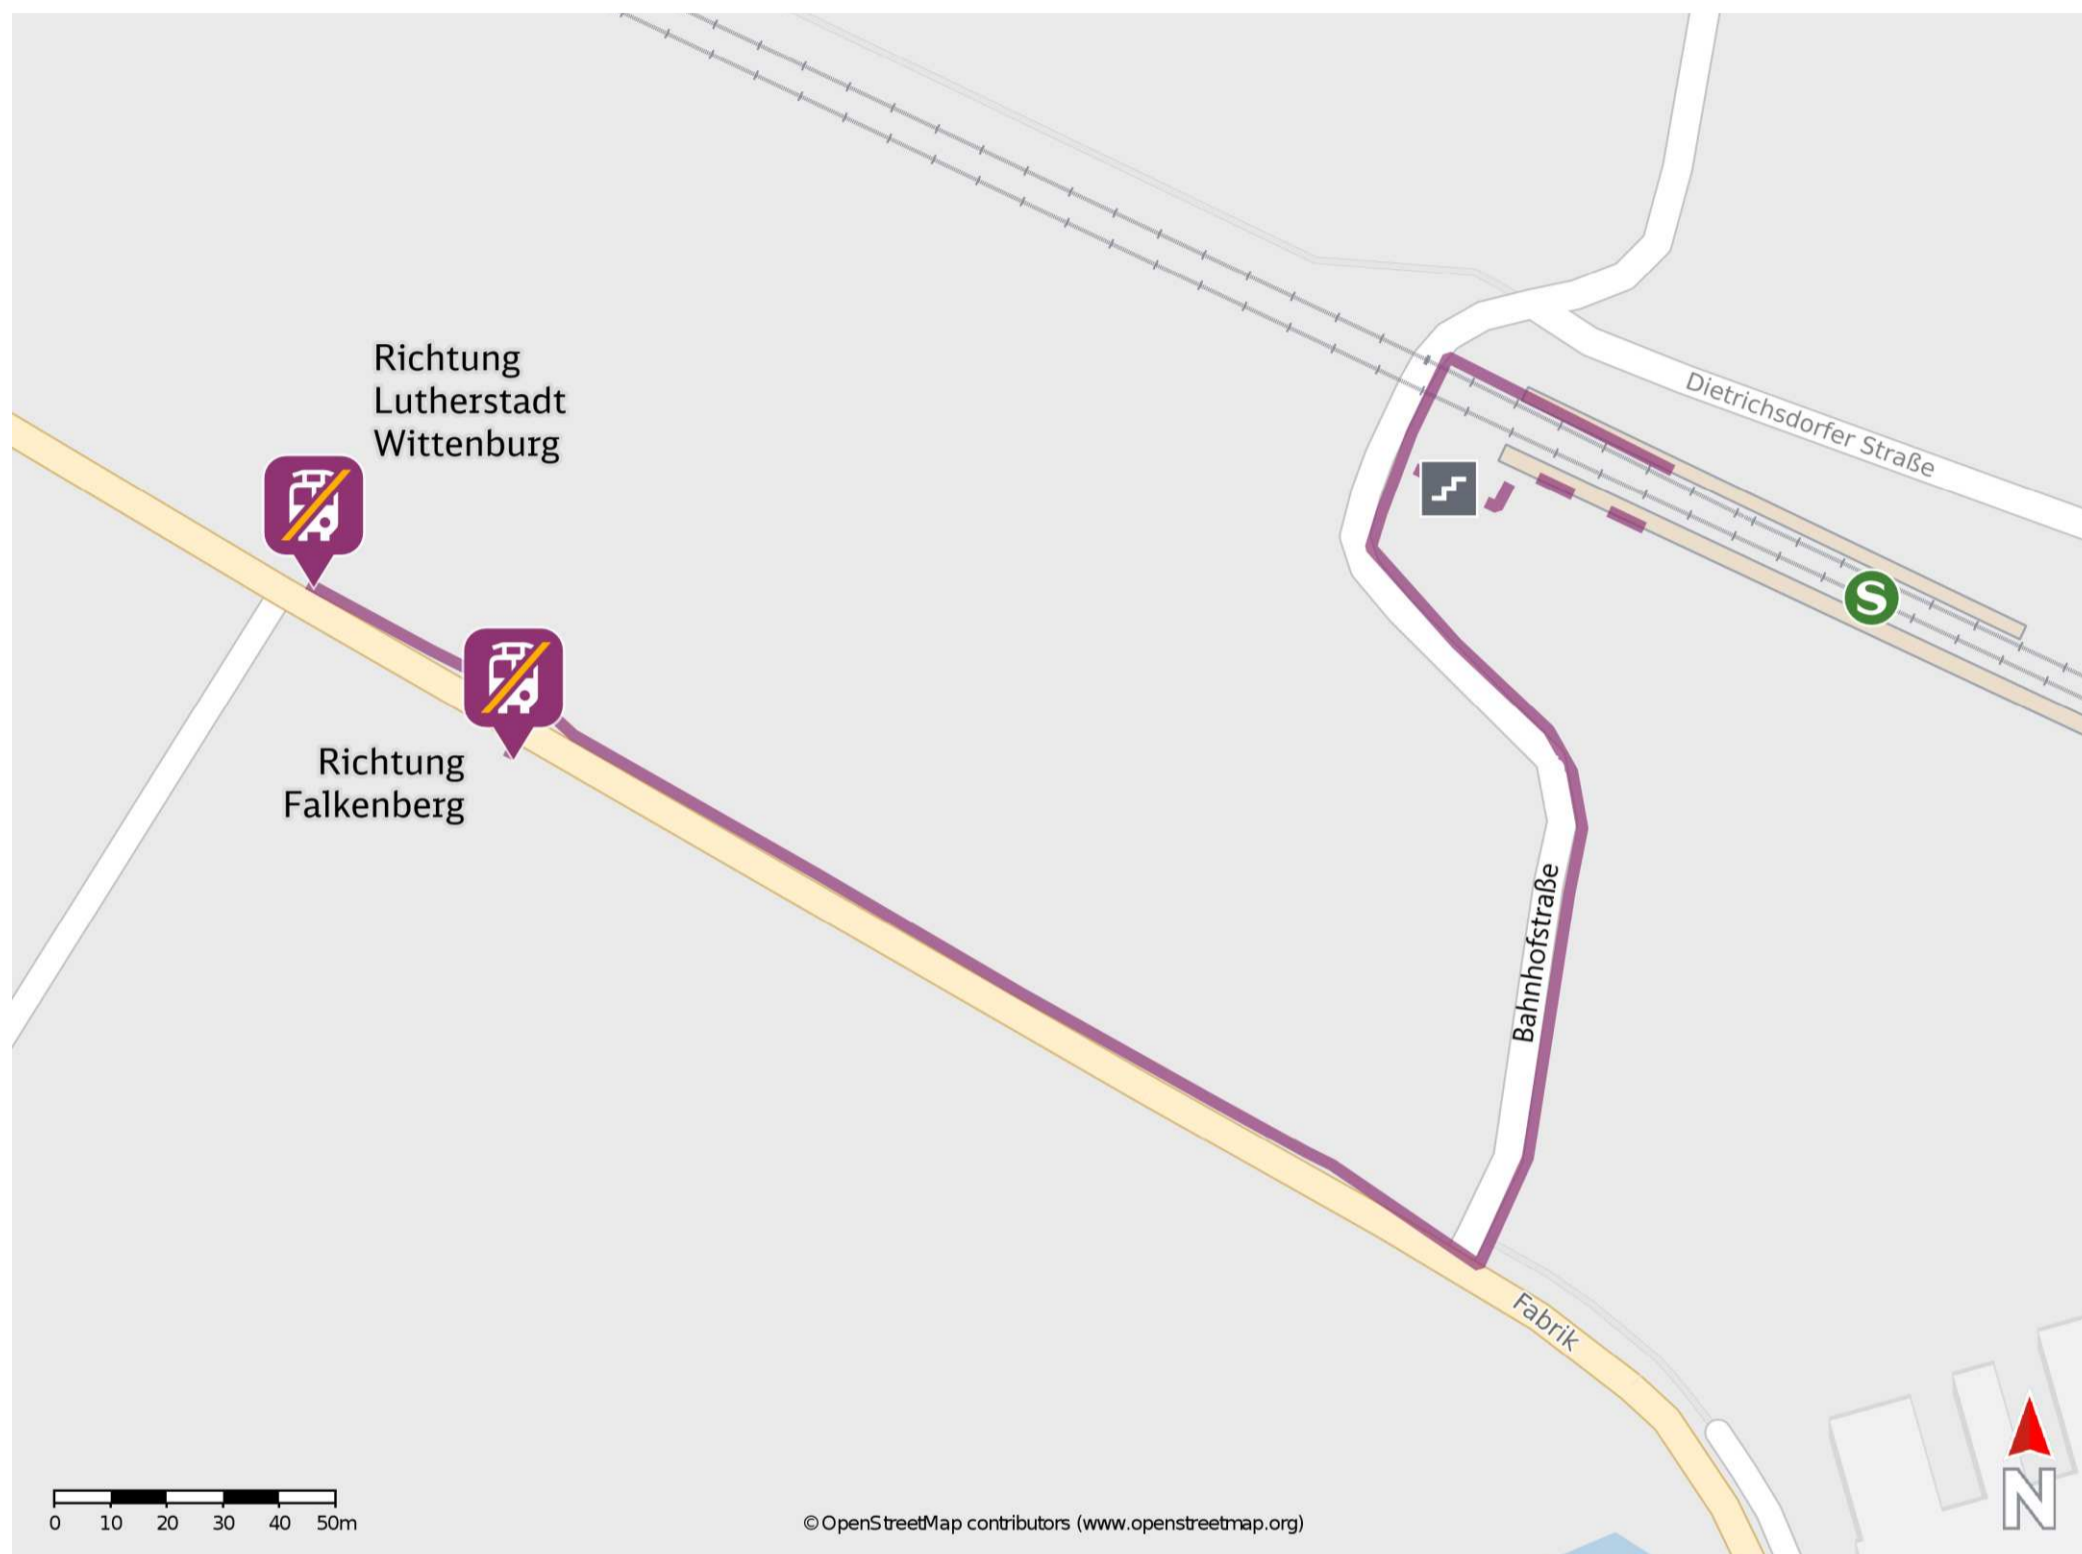 Richtung
Lutherstadt
Wittenburg
Dietrichsdorfer Straße
S
Richtung
Falkenberg
Bahnhofstraße
Fabrik
N
0 10 20 30 40 50m
© OpenStreetMap contributors (www.openstreetmap.org)